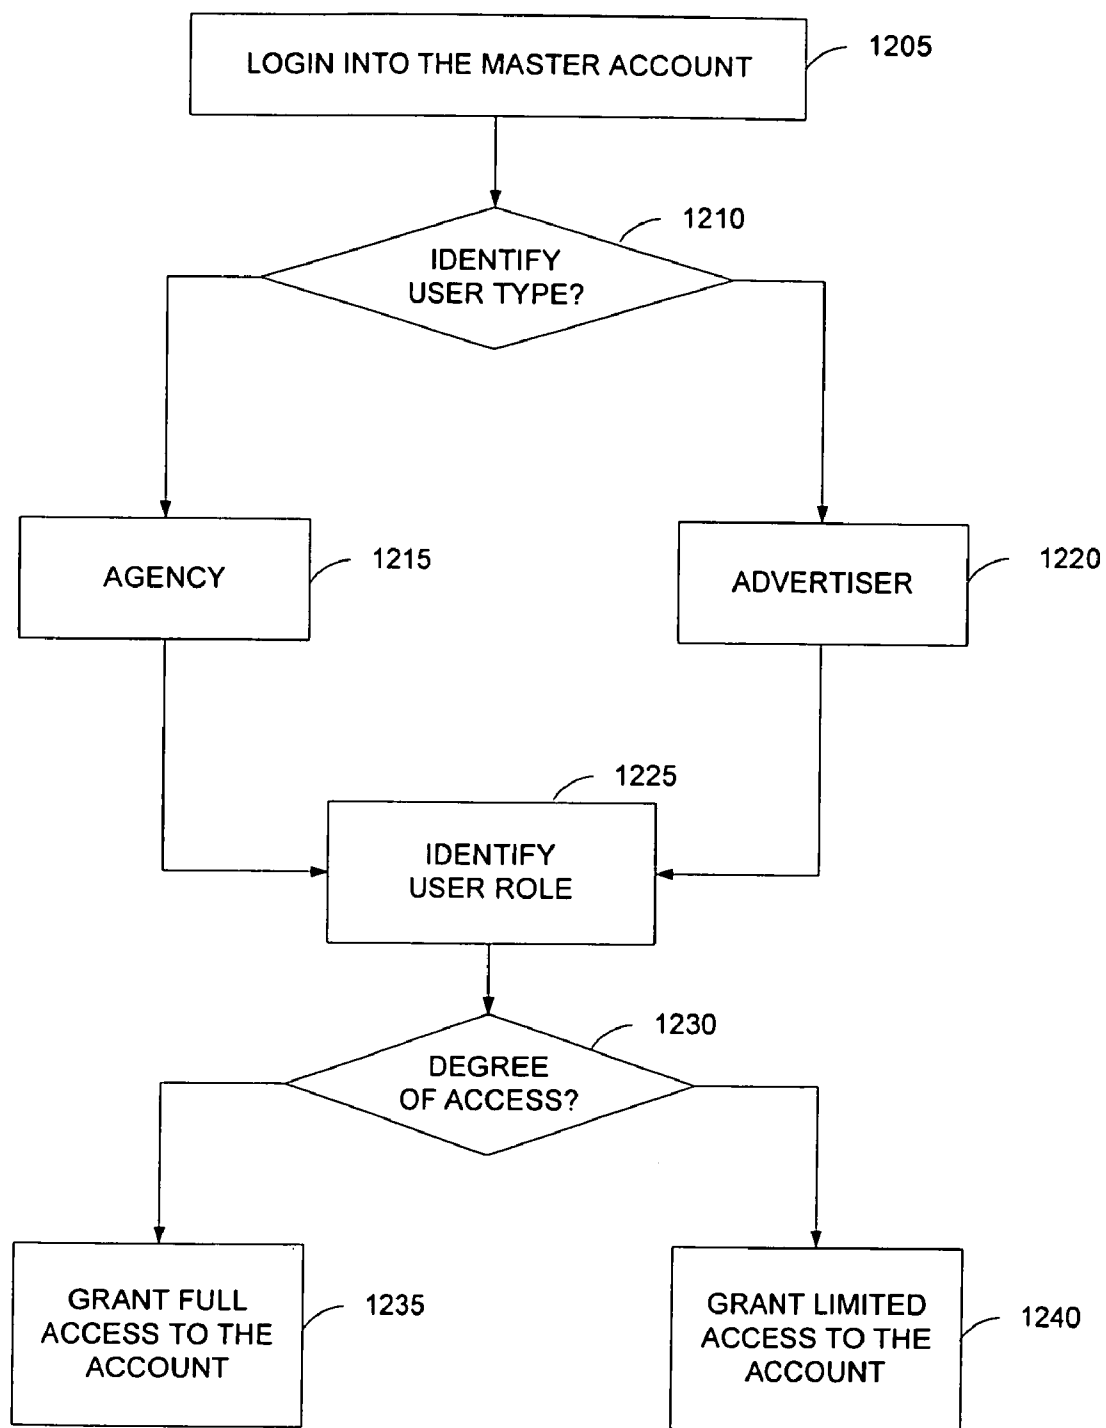 LOGIN INTO THE MASTER ACCOUNT
1205
1210
IDENTIFY
USER TYPE?
AGENCY
1215
ADVERTISER
1220
1225
IDENTIFY
USER ROLE
1230
DEGREE
OF ACCESS?
GRANT FULL
ACCESS TO THE
ACCOUNT
1235
GRANT LIMITED
ACCESS TO THE
ACCOUNT
1240